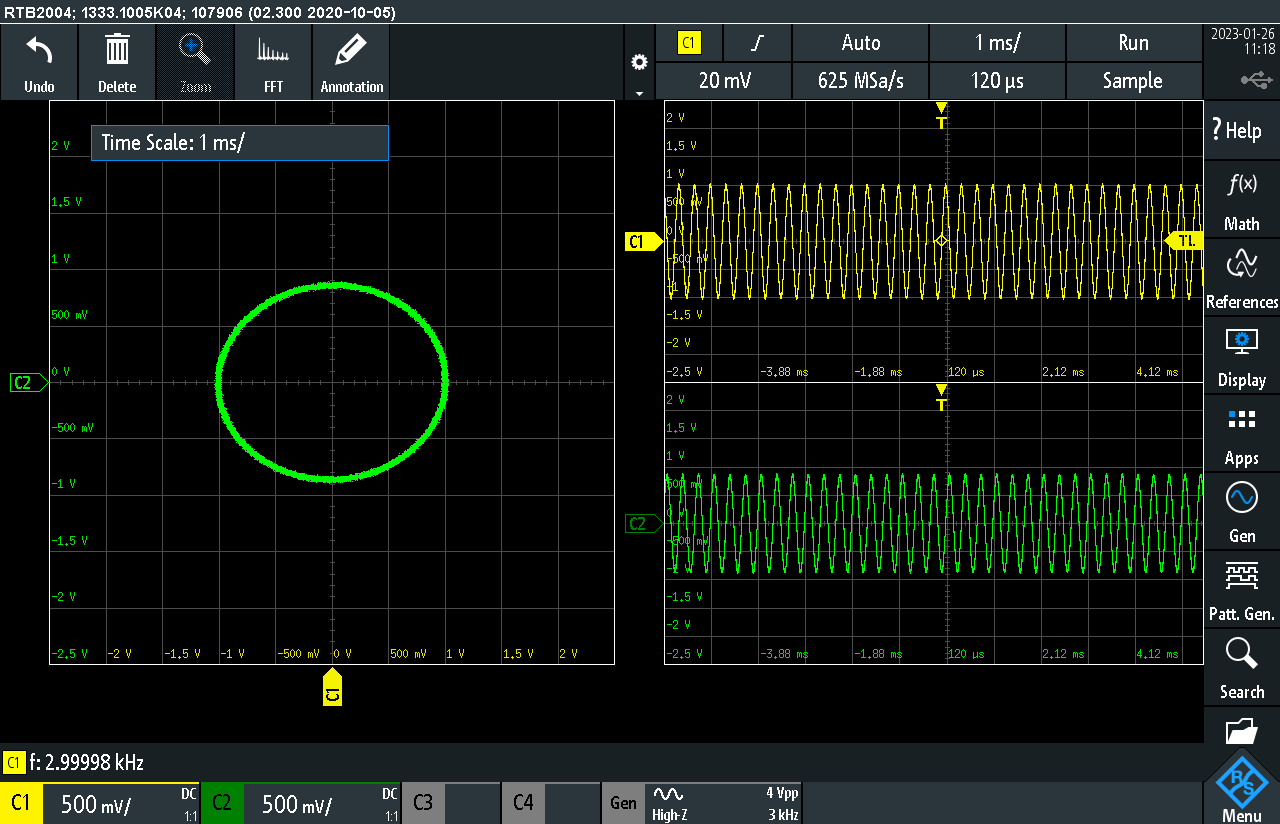 RTB2004; 1333.1005K04; 107906 (02.300 2020-10-05)
Undo
Delete
Zoom
FFT
Annotation
C1
Auto
1 ms/
Run
20 mV
625 MSa/s
120 µs
Sample
2023-01-26
11:18
Time Scale: 1 ms/
2 V
1.5 V
1 V
500 mV
0 V
-500 mV
-1 V
-1.5 V
-2 V
-2.5 V
-2 V
-1.5 V
-1 V
-500 mV
0 V
500 mV
1 V
1.5 V
2 V
C2
C1
T
2 V
1.5 V
1 V
500 mV
0 V
-500 mV
-1
-1.5 V
-2 V
-2.5 V
-3.88 ms
-1.88 ms
120 µs
2.12 ms
4.12 ms
C1
TL
T
2 V
1.5 V
1 V
500 mV
0 V
-500 mV
-1 V
-1.5 V
-2 V
-2.5 V
-3.88 ms
-1.88 ms
120 µs
2.12 ms
4.12 ms
C2
? Help
f(x)
Math
References
Display
Apps
Gen
Patt. Gen.
Search
R S
Menu
C1 f: 2.99998 kHz
C1
500 mV/
DC
1:1
C2
500 mV/
DC
1:1
C3
C4
Gen
High-Z
4 Vpp
3 kHz